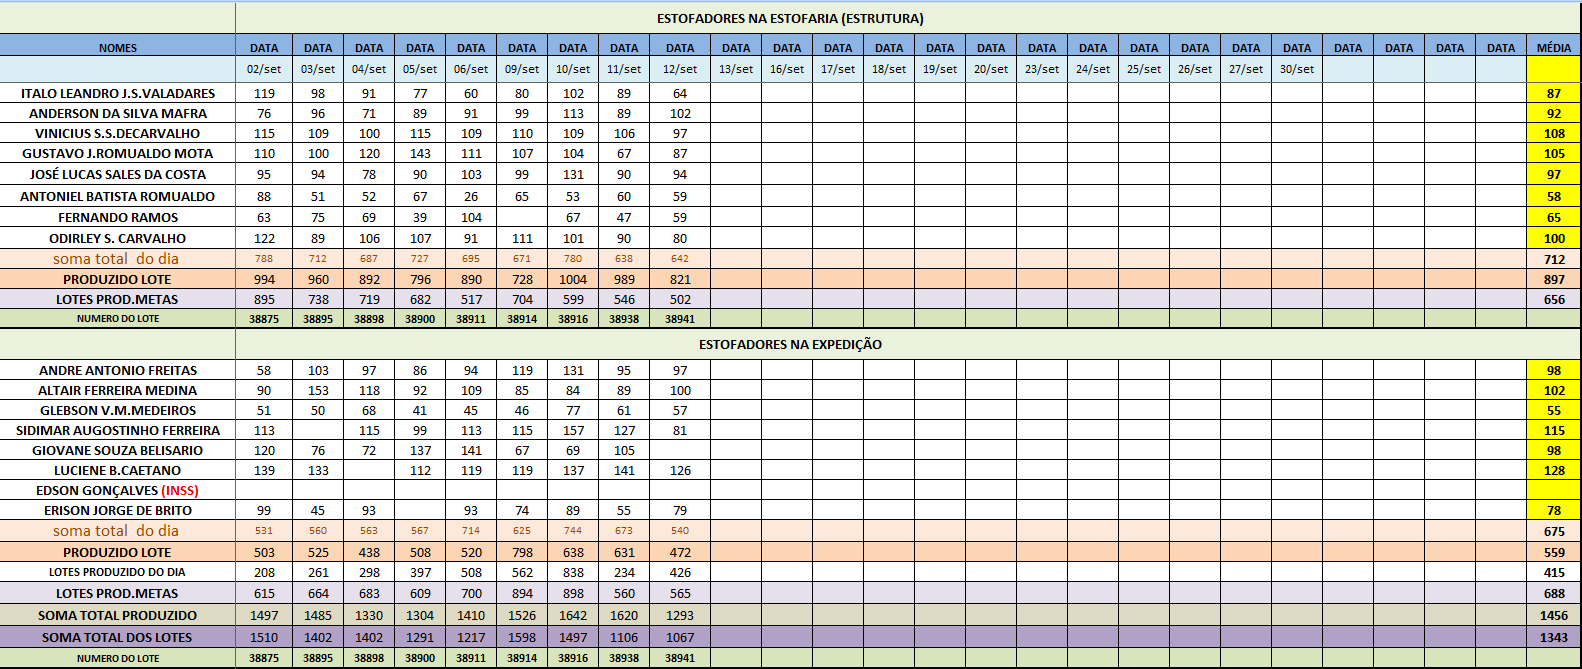 ESTOFADORES NA ESTOFARIA (ESTRUTURA)
NOMES DATA DATA DATA DATA DATA DATA DATA DATA DATA DATA DATA DATA DATA DATA DATA DATA DATA DATA DATA DATA DATA DATA DATA DATA DATA MÉDIA
02/set 03/set 04/set 05/set 06/set 09/set 10/set 11/set 12/set 13/set 16/set 17/set 18/set 19/set 20/set 23/set 24/set 25/set 26/set 27/set 30/set
ITALO LEANDRO J.S.VALADARES 119 98 91 77 60 80 102 89 64 87
ANDERSON DA SILVA MAFRA 76 96 71 89 91 99 113 89 102 92
VINICIUS S.S.DECARVALHO 115 109 100 115 109 110 109 106 97 108
GUSTAVO J.ROMUALDO MOTA 110 100 120 143 111 107 104 67 87 105
JOSÉ LUCAS SALES DA COSTA 95 94 78 90 103 99 131 90 94 97
ANTONIEL BATISTA ROMUALDO 88 51 52 67 26 65 53 60 59 58
FERNANDO RAMOS 63 75 69 39 104 67 47 59 65
ODIRLEY S. CARVALHO 122 89 106 107 91 111 101 90 80 100
soma total do dia 788 712 687 727 695 671 780 638 642 712
PRODUZIDO LOTE 994 960 892 796 890 728 1004 989 821 897
LOTES PROD.METAS 895 738 719 682 517 704 599 546 502 656
NUMERO DO LOTE 38875 38895 38898 38900 38911 38914 38916 38938 38941
ESTOFADORES NA EXPEDIÇÃO
ANDRE ANTONIO FREITAS 58 103 97 86 94 119 131 95 97 98
ALTAIR FERREIRA MEDINA 90 153 118 92 109 85 84 89 100 102
GLEBSON V.M.MEDEIROS 51 50 68 41 45 46 77 61 57 55
SIDIMAR AUGOSTINHO FERREIRA 113 115 99 113 115 157 127 81 115
GIOVANE SOUZA BELISARIO 120 76 72 137 141 67 69 105 98
LUCIENE B.CAETANO 139 133 112 119 119 137 141 126 128
EDSON GONÇALVES (INSS)
ERISON JORGE DE BRITO 99 45 93 93 74 89 55 79 78
soma total do dia 531 560 563 567 714 625 744 673 540 675
PRODUZIDO LOTE 503 525 438 508 520 798 638 631 472 559
LOTES PRODUZIDO DO DIA 208 261 298 397 508 562 838 234 426 415
LOTES PROD.METAS 615 664 683 609 700 894 898 560 565 688
SOMA TOTAL PRODUZIDO 1497 1485 1330 1304 1410 1526 1642 1620 1293 1456
SOMA TOTAL DOS LOTES 1510 1402 1402 1291 1217 1598 1497 1106 1067 1343
NUMERO DO LOTE 38875 38895 38898 38900 38911 38914 38916 38938 38941